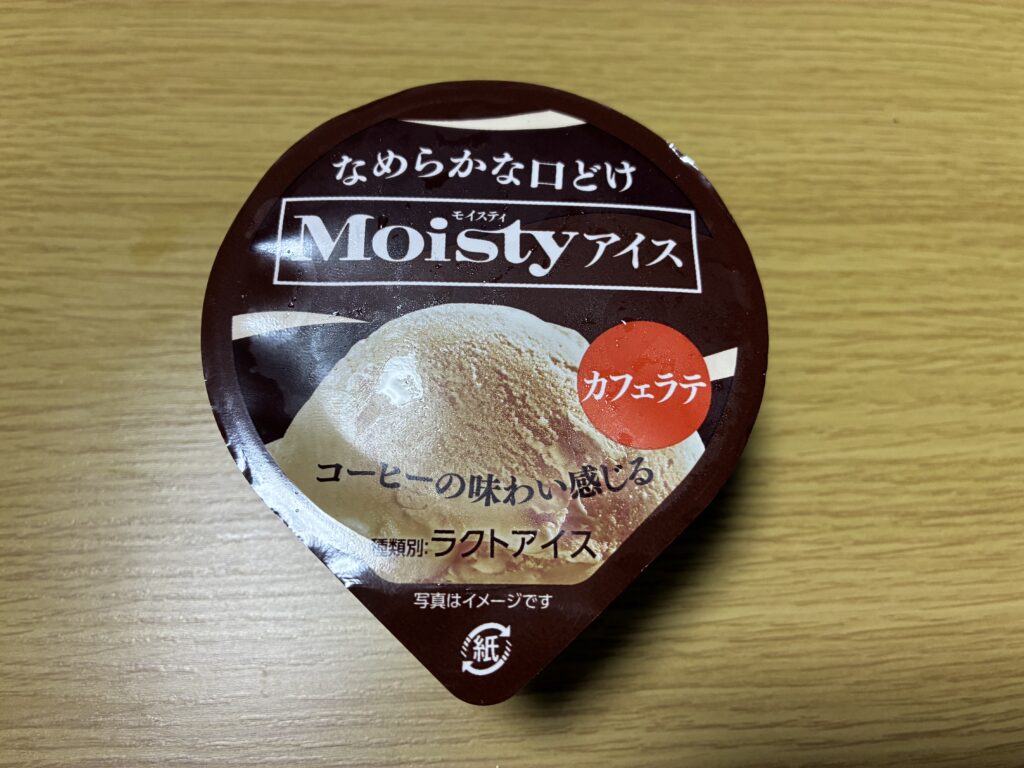 なめらかな口どけ
モイスティ
Moistyアイス
カフェラテ
コーヒーの味わい感じる
種類別:ラクトアイス
写真はイメージです
紙